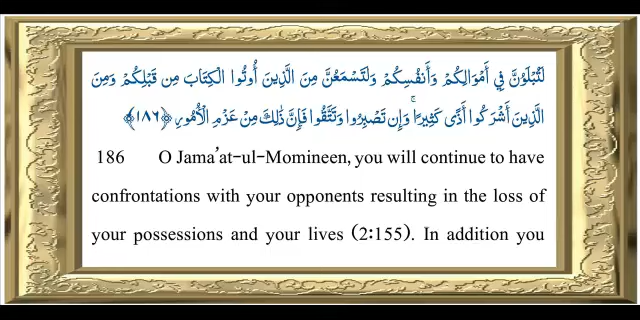 لَتُبْلَوُنَّ فِي أَمْوَالِكُمْ وَأَنفُسِكُمْ وَلَتَسْمَعُنَّ مِنَ الَّذِينَ أُوتُوا الْكِتَابَ مِن قَبْلِكُمْ وَمِنَ
الَّذِينَ أَشْرَكُوا أَذًى كَثِيرًا ۚ وَإِن تَصْبِرُوا وَتَتَّقُوا فَإِنَّ ذَٰلِكَ مِنْ عَزْمِ الْأُمُورِ ﴿١٨٦﴾
186 O Jama’at-ul-Momineen, you will continue to have
confrontations with your opponents resulting in the loss of
your possessions and your lives (2:155). In addition you